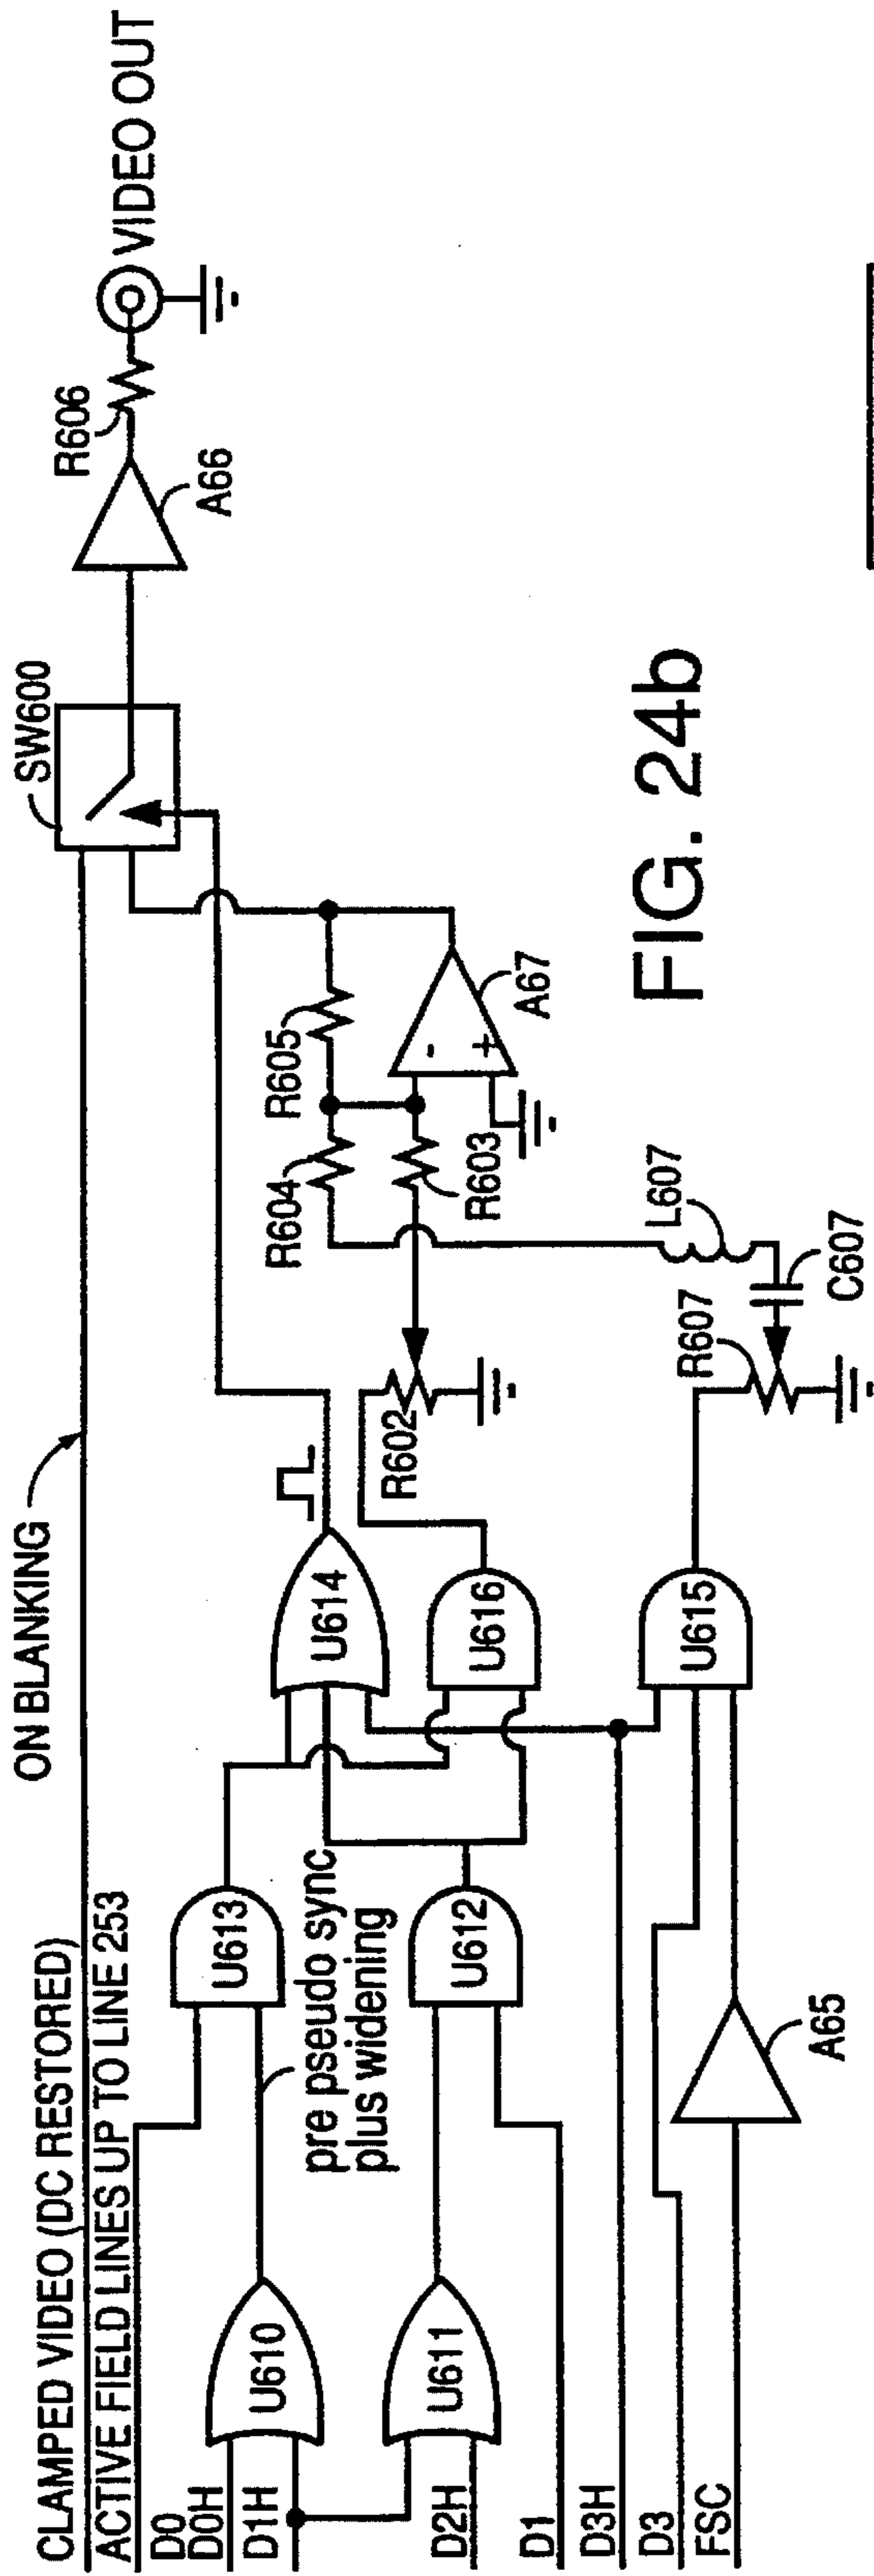 CLAMPED VIDEO (DC RESTORED)
ON BLANKING
ACTIVE FIELD LINES UP TO LINE 253
D0
D0H
D1H
D2H
D1
D3H
D3
FSC
U610
U611
U613
pre pseudo sync
plus widening
U612
A65
U614
U616
U615
R602
R607
C607
L607
R604
R603
R605
-
+
A67
SW600
A66
R606
VIDEO OUT
FIG. 24b